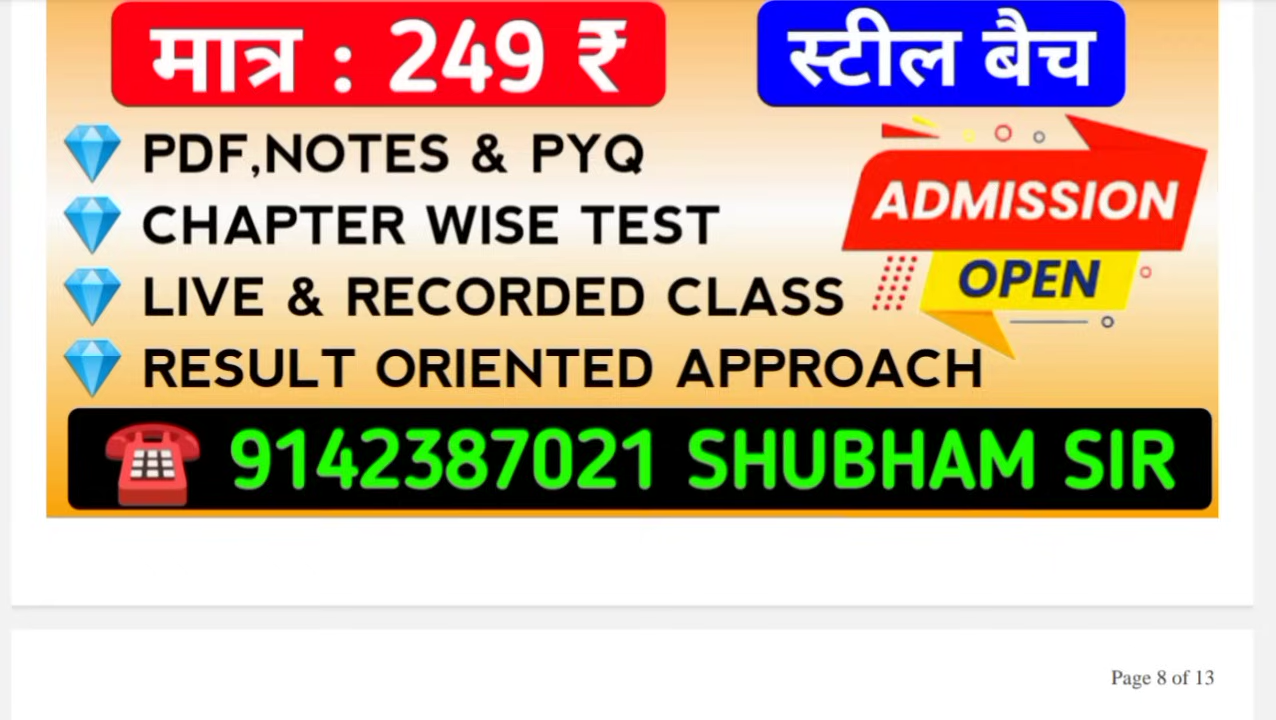 मात्र : 249 ₹
स्टील बैच
PDF,NOTES & PYQ
CHAPTER WISE TEST
LIVE & RECORDED CLASS
RESULT ORIENTED APPROACH
ADMISSION
OPEN
9142387021 SHUBHAM SIR
Page 8 of 13